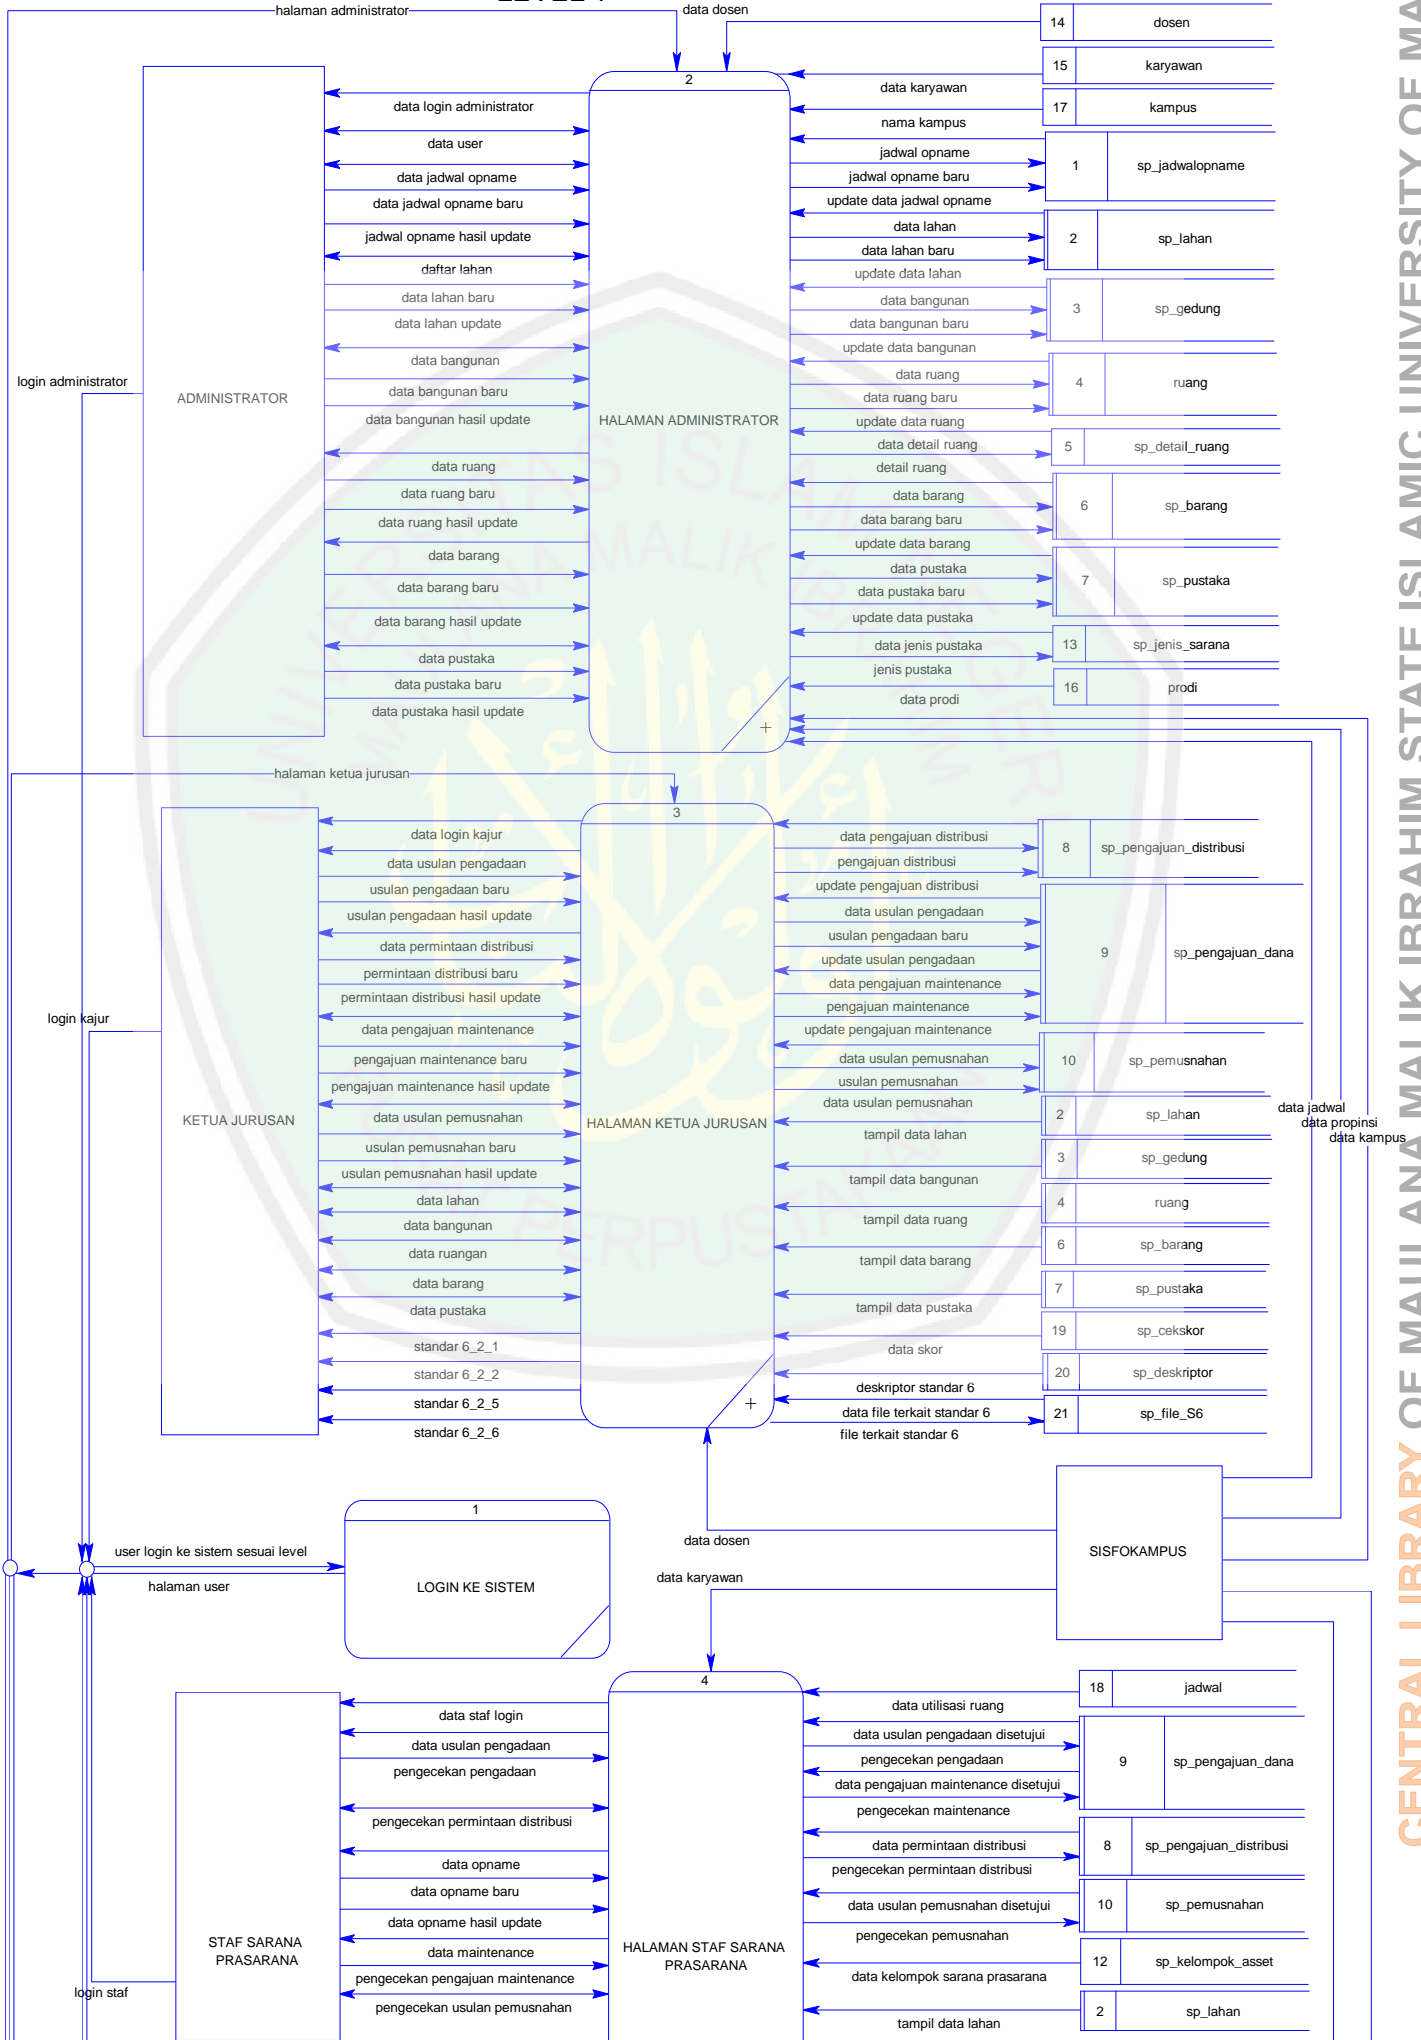 halaman administrator
data dosen
14 dosen
15 karyawan
data karyawan
17 kampus
nama kampus
2
HALAMAN ADMINISTRATOR
+
ADMINISTRATOR
login administrator
data login administrator
data user
data jadwal opname
data jadwal opname baru
jadwal opname hasil update
daftar lahan
data lahan baru
data lahan update
data bangunan
data bangunan baru
data bangunan hasil update
data ruang
data ruang baru
data ruang hasil update
data barang
data barang baru
data barang hasil update
data pustaka
data pustaka baru
data pustaka hasil update
jadwal opname
jadwal opname baru
update data jadwal opname
1 sp_jadwalopname
data lahan
data lahan baru
update data lahan
2 sp_lahan
data bangunan
data bangunan baru
update data bangunan
3 sp_gedung
data ruang
data ruang baru
update data ruang
4 ruang
data detail ruang
detail ruang
5 sp_detail_ruang
data barang
data barang baru
update data barang
6 sp_barang
data pustaka
data pustaka baru
update data pustaka
7 sp_pustaka
data jenis pustaka
jenis pustaka
13 sp_jenis_sarana
data prodi
16 prodi
halaman ketua jurusan
3
HALAMAN KETUA JURUSAN
+
KETUA JURUSAN
login kajur
data login kajur
data usulan pengadaan
usulan pengadaan baru
usulan pengadaan hasil update
data permintaan distribusi
permintaan distribusi baru
permintaan distribusi hasil update
data pengajuan maintenance
pengajuan maintenance baru
pengajuan maintenance hasil update
data usulan pemusnahan
usulan pemusnahan baru
usulan pemusnahan hasil update
data lahan
data bangunan
data ruangan
data barang
data pustaka
standar 6_2_1
standar 6_2_2
standar 6_2_5
standar 6_2_6
data pengajuan distribusi
pengajuan distribusi
update pengajuan distribusi
8 sp_pengajuan_distribusi
data usulan pengadaan
usulan pengadaan baru
update usulan pengadaan
data pengajuan maintenance
pengajuan maintenance
update pengajuan maintenance
9 sp_pengajuan_dana
data usulan pemusnahan
usulan pemusnahan
data usulan pemusnahan
10 sp_pemusnahan
tampil data lahan
2 sp_lahan
tampil data bangunan
3 sp_gedung
tampil data ruang
4 ruang
tampil data barang
6 sp_barang
tampil data pustaka
7 sp_pustaka
data skor
19 sp_cekskor
deskriptor standar 6
20 sp_deskriptor
data file terkait standar 6
file terkait standar 6
21 sp_file_S6
data jadwal
data propinsi
data kampus
1
LOGIN KE SISTEM
user login ke sistem sesuai level
halaman user
data dosen
SISFOKAMPUS
data karyawan
4
HALAMAN STAF SARANA
PRASARANA
STAF SARANA
PRASARANA
login staf
data staf login
data usulan pengadaan
pengecekan pengadaan
pengecekan permintaan distribusi
data opname
data opname baru
data opname hasil update
data maintenance
pengecekan pengajuan maintenance
pengecekan usulan pemusnahan
data utilisasi ruang
18 jadwal
data usulan pengadaan disetujui
pengecekan pengadaan
data pengajuan maintenance disetujui
pengecekan maintenance
9 sp_pengajuan_dana
data permintaan distribusi
pengecekan permintaan distribusi
8 sp_pengajuan_distribusi
data usulan pemusnahan disetujui
pengecekan pemusnahan
10 sp_pemusnahan
data kelompok sarana prasarana
12 sp_kelompok_asset
tampil data lahan
2 sp_lahan
CENTRAL LIBRARY OF MAULANA MALIK IBRAHIM STATE ISLAMIC UNIVERSITY OF MA
UNIVERSITAS ISLAM NEGERI
MAULANA MALIK IBRAHIM
PERPUSTAKAAN